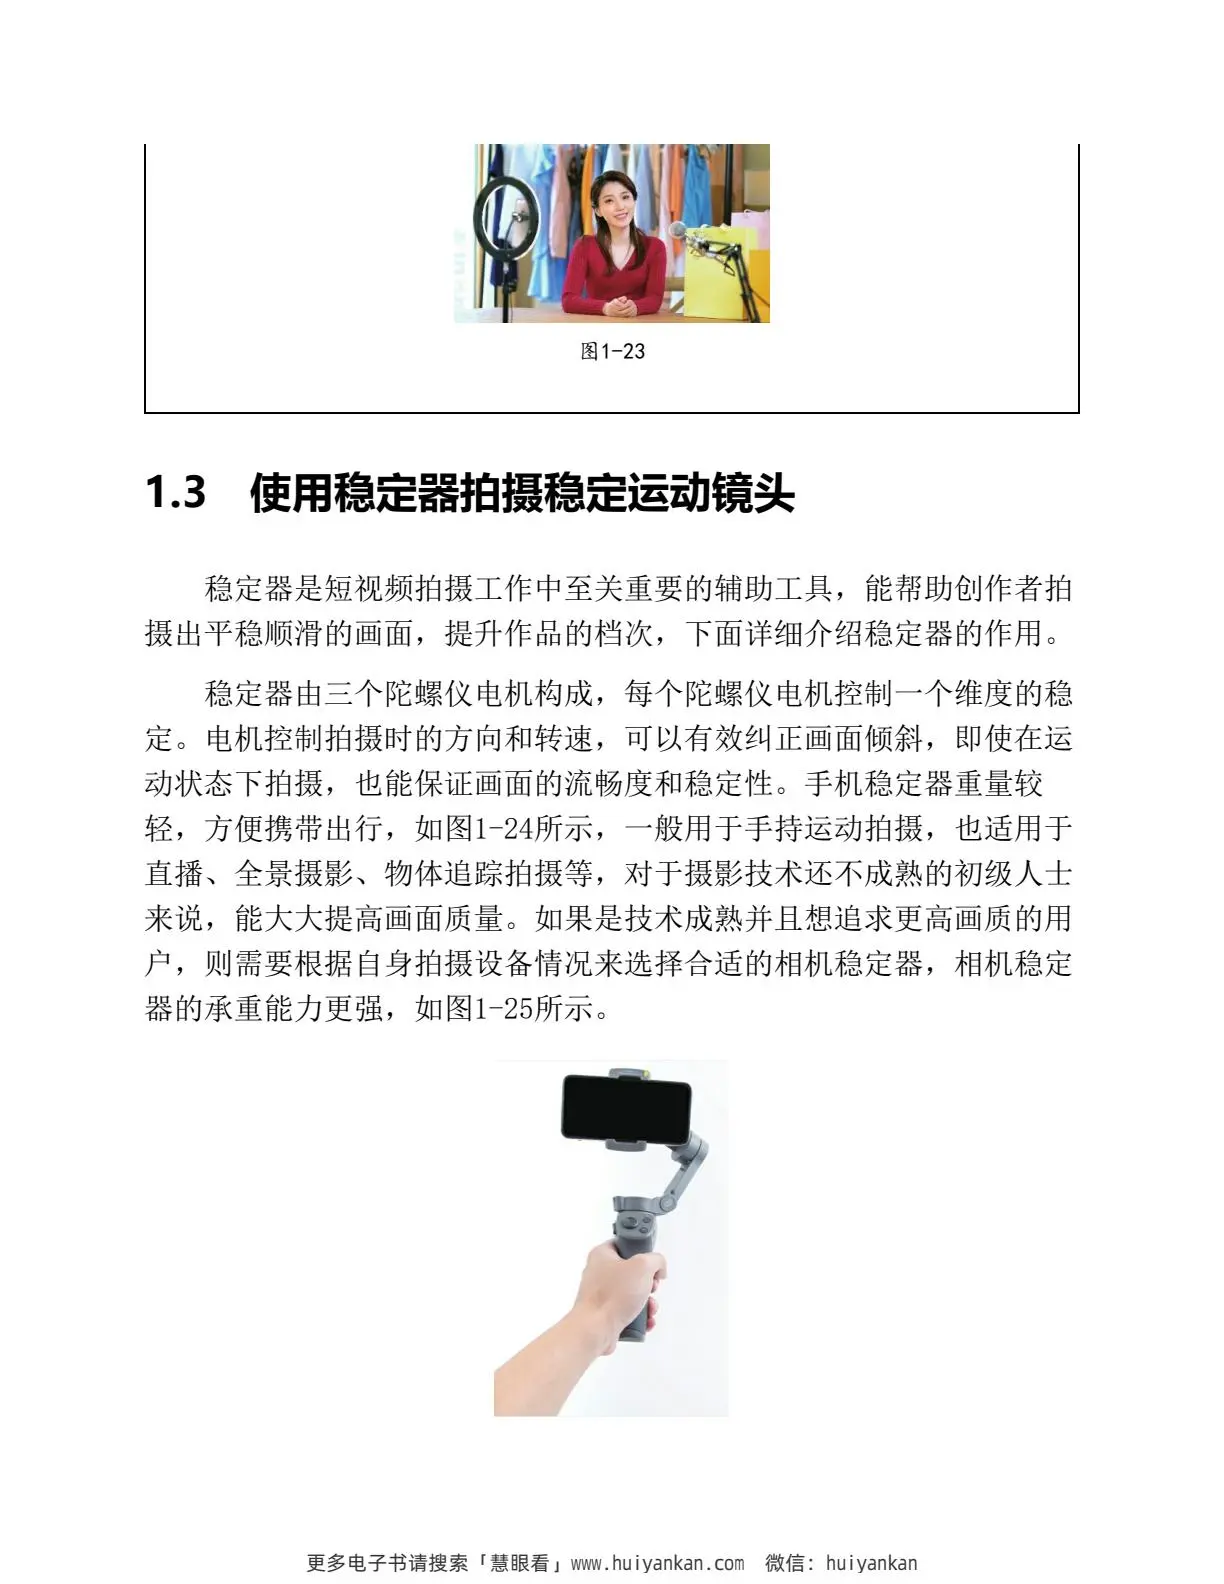 图1-23
1.3 使用稳定器拍摄稳定运动镜头
稳定器是短视频拍摄工作中至关重要的辅助工具，能帮助创作者拍
摄出平稳顺滑的画面，提升作品的档次，下面详细介绍稳定器的作用。
稳定器由三个陀螺仪电机构成，每个陀螺仪电机控制一个维度的稳
定。电机控制拍摄时的方向和转速，可以有效纠正画面倾斜，即使在运
动状态下拍摄，也能保证画面的流畅度和稳定性。手机稳定器重量较
轻，方便携带出行，如图1-24所示，一般用于手持运动拍摄，也适用于
直播、全景摄影、物体追踪拍摄等，对于摄影技术还不成熟的初级人士
来说，能大大提高画面质量。如果是技术成熟并且想追求更高画质的用
户，则需要根据自身拍摄设备情况来选择合适的相机稳定器，相机稳定
器的承重能力更强，如图1-25所示。
更多电子书请搜索「慧眼看」www.huiyankan.com 微信：huiyankan